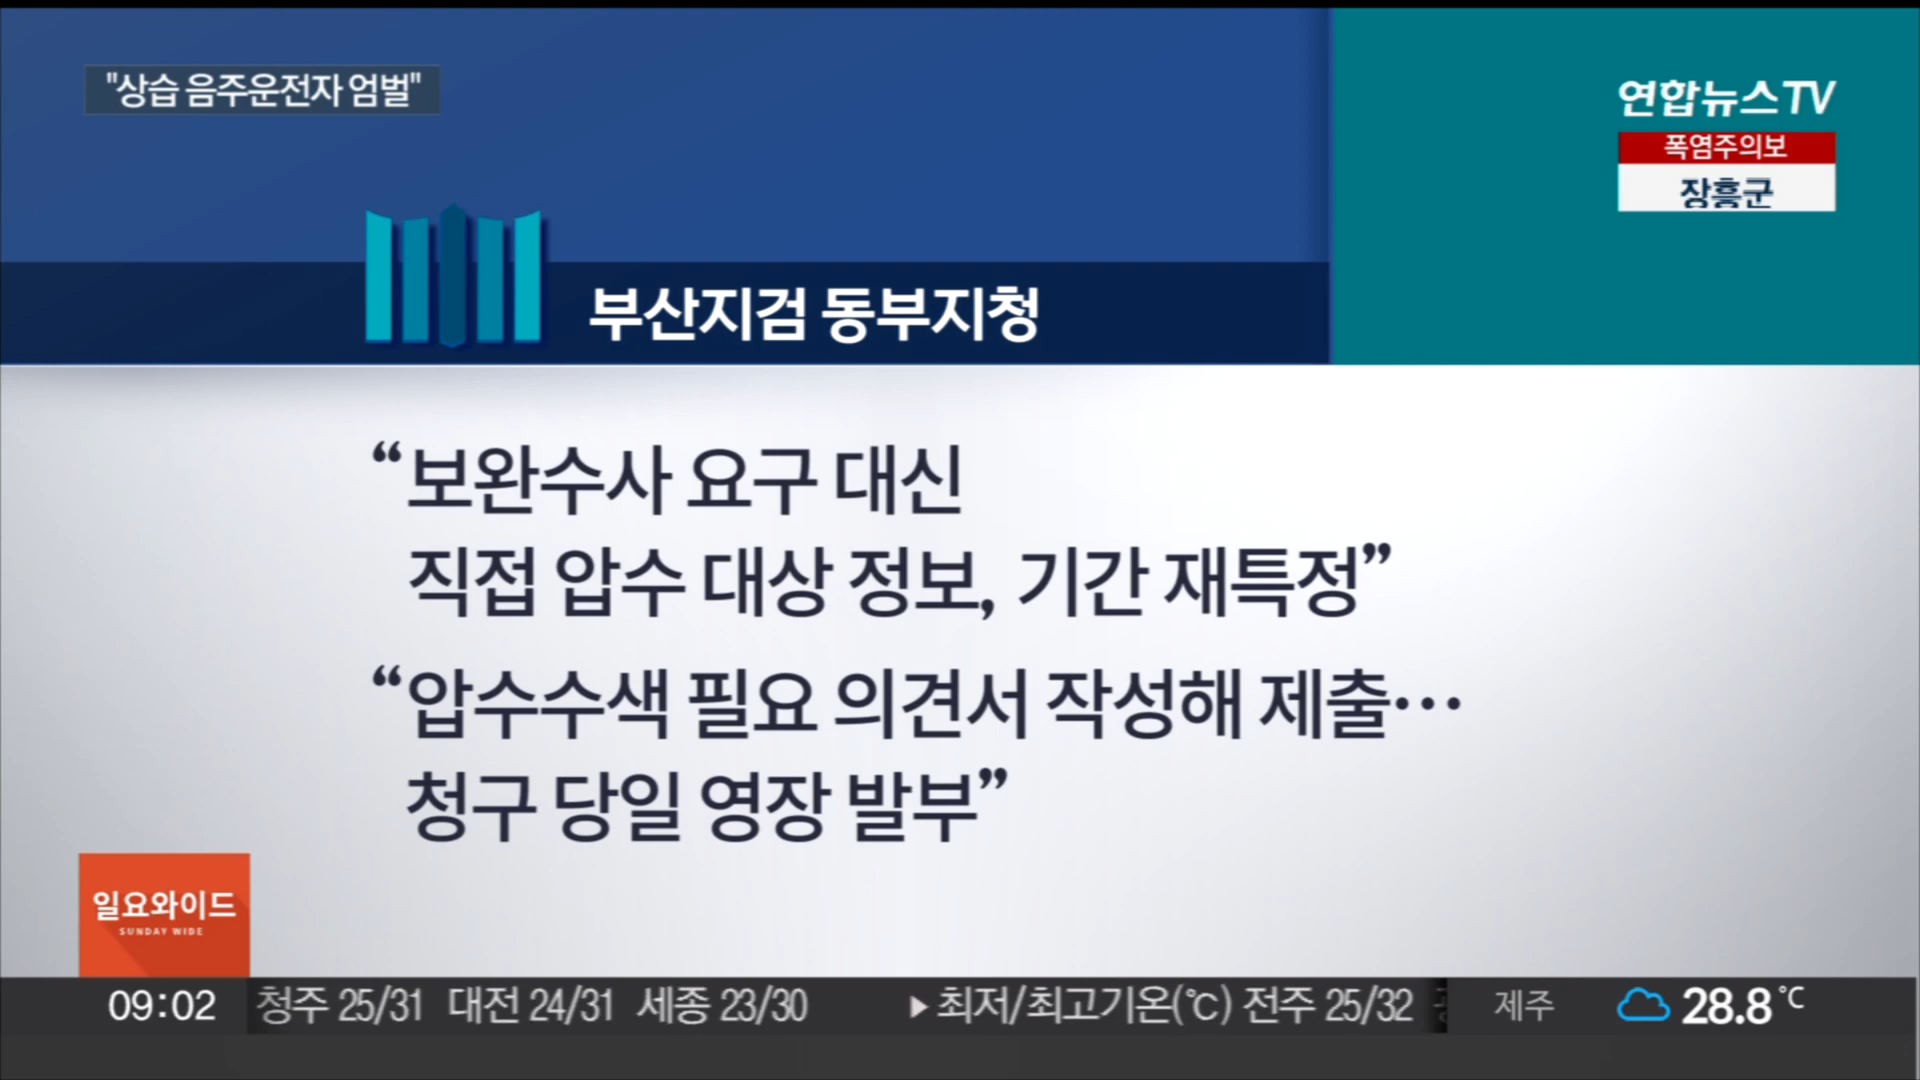 "상습 음주운전자 엄벌"
연합뉴스TV
폭염주의보
장흥군
부산지검 동부지청
“보완수사 요구 대신
직접 압수 대상 정보, 기간 재특정”
“압수수색 필요 의견서 작성해 제출…
청구 당일 영장 발부”
일요와이드
SUNDAY WIDE
09:02 청주 25/31 대전 24/31 세종 23/30 ▶최저/최고기온(℃) 전주 25/32 제주 28.8℃